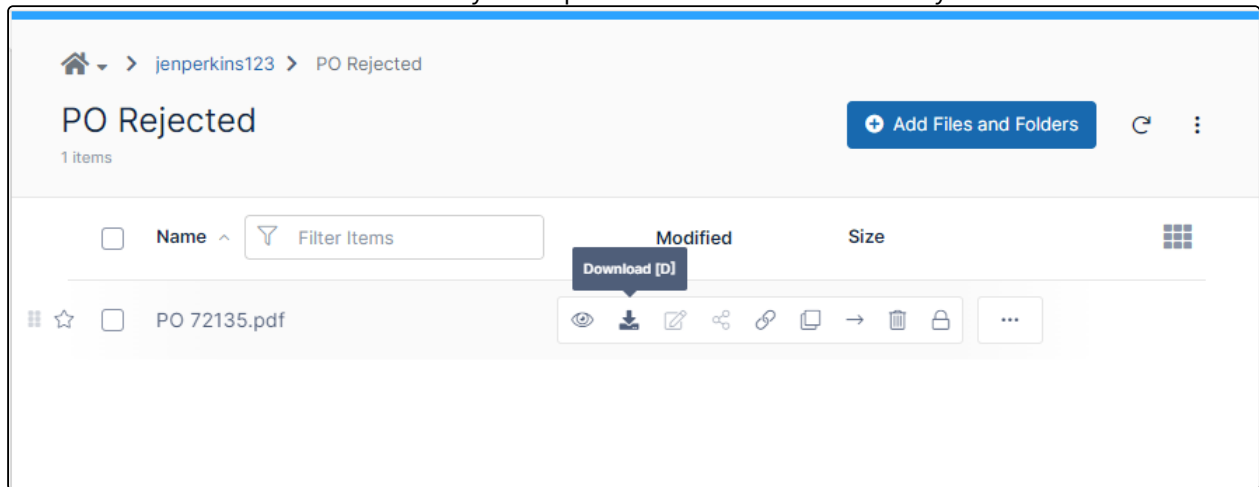 jenperkins123 PO Rejected
PO Rejected
Add Files and Folders
1 items
Name Filter Items Modified Size
Download [D]
PO 72135.pdf